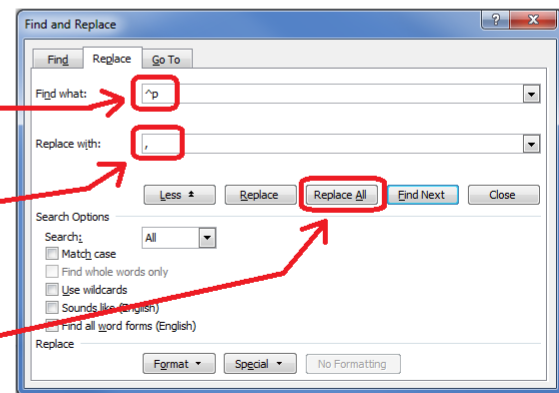 Find and Replace
Find Replace Go To
Find what: ^p
Replace with: ,
Less Replace Replace All Find Next Close
Search Options
Search: All
Match case
Find whole words only
Use wildcards
Sounds like (English)
Find all word forms (English)
Replace
Format Special No Formatting